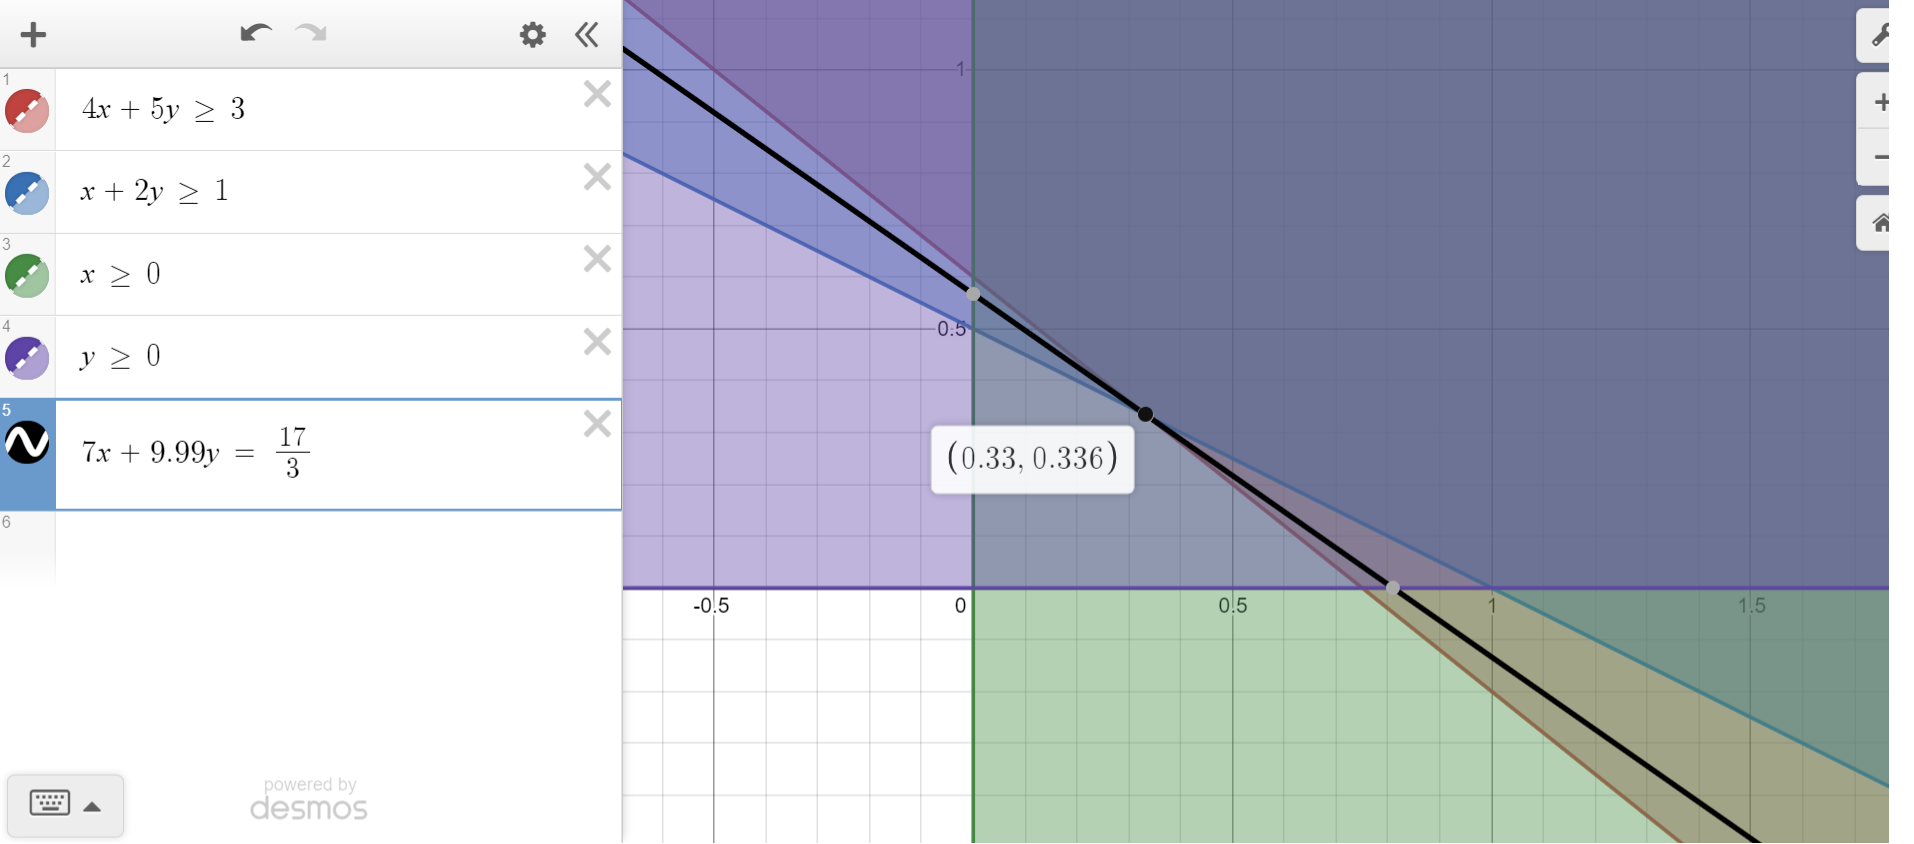 1
4x + 5y ≥ 3
2
x + 2y ≥ 1
3
x ≥ 0
4
y ≥ 0
5
7x + 9.99y = 17/3
6
powered by
desmos
1
0.5
(0.33, 0.336)
-0.5 0 0.5 1 1.5